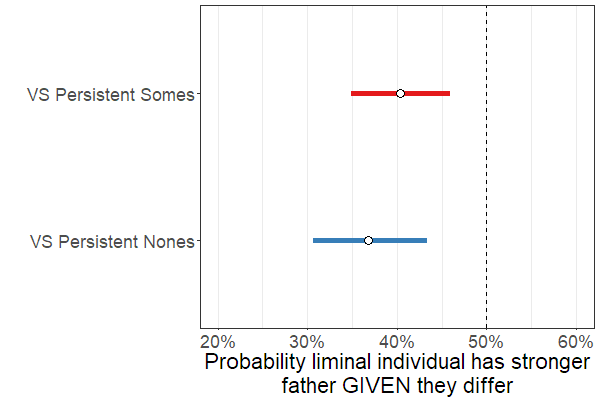 VS Persistent Somes
VS Persistent Nones
20% 30% 40% 50% 60%
Probability liminal individual has stronger
father GIVEN they differ